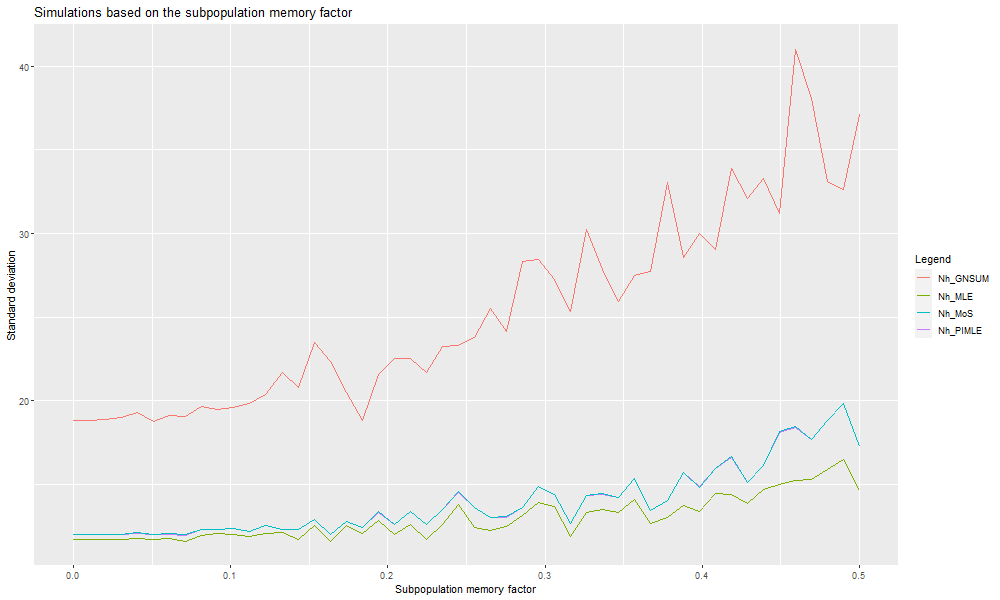 Simulations based on the subpopulation memory factor
40
30
20
Standard deviation
0.0
0.1
0.2
0.3
0.4
0.5
Subpopulation memory factor
Legend
Nh_GNSUM
Nh_MLE
Nh_MoS
Nh_PIMLE